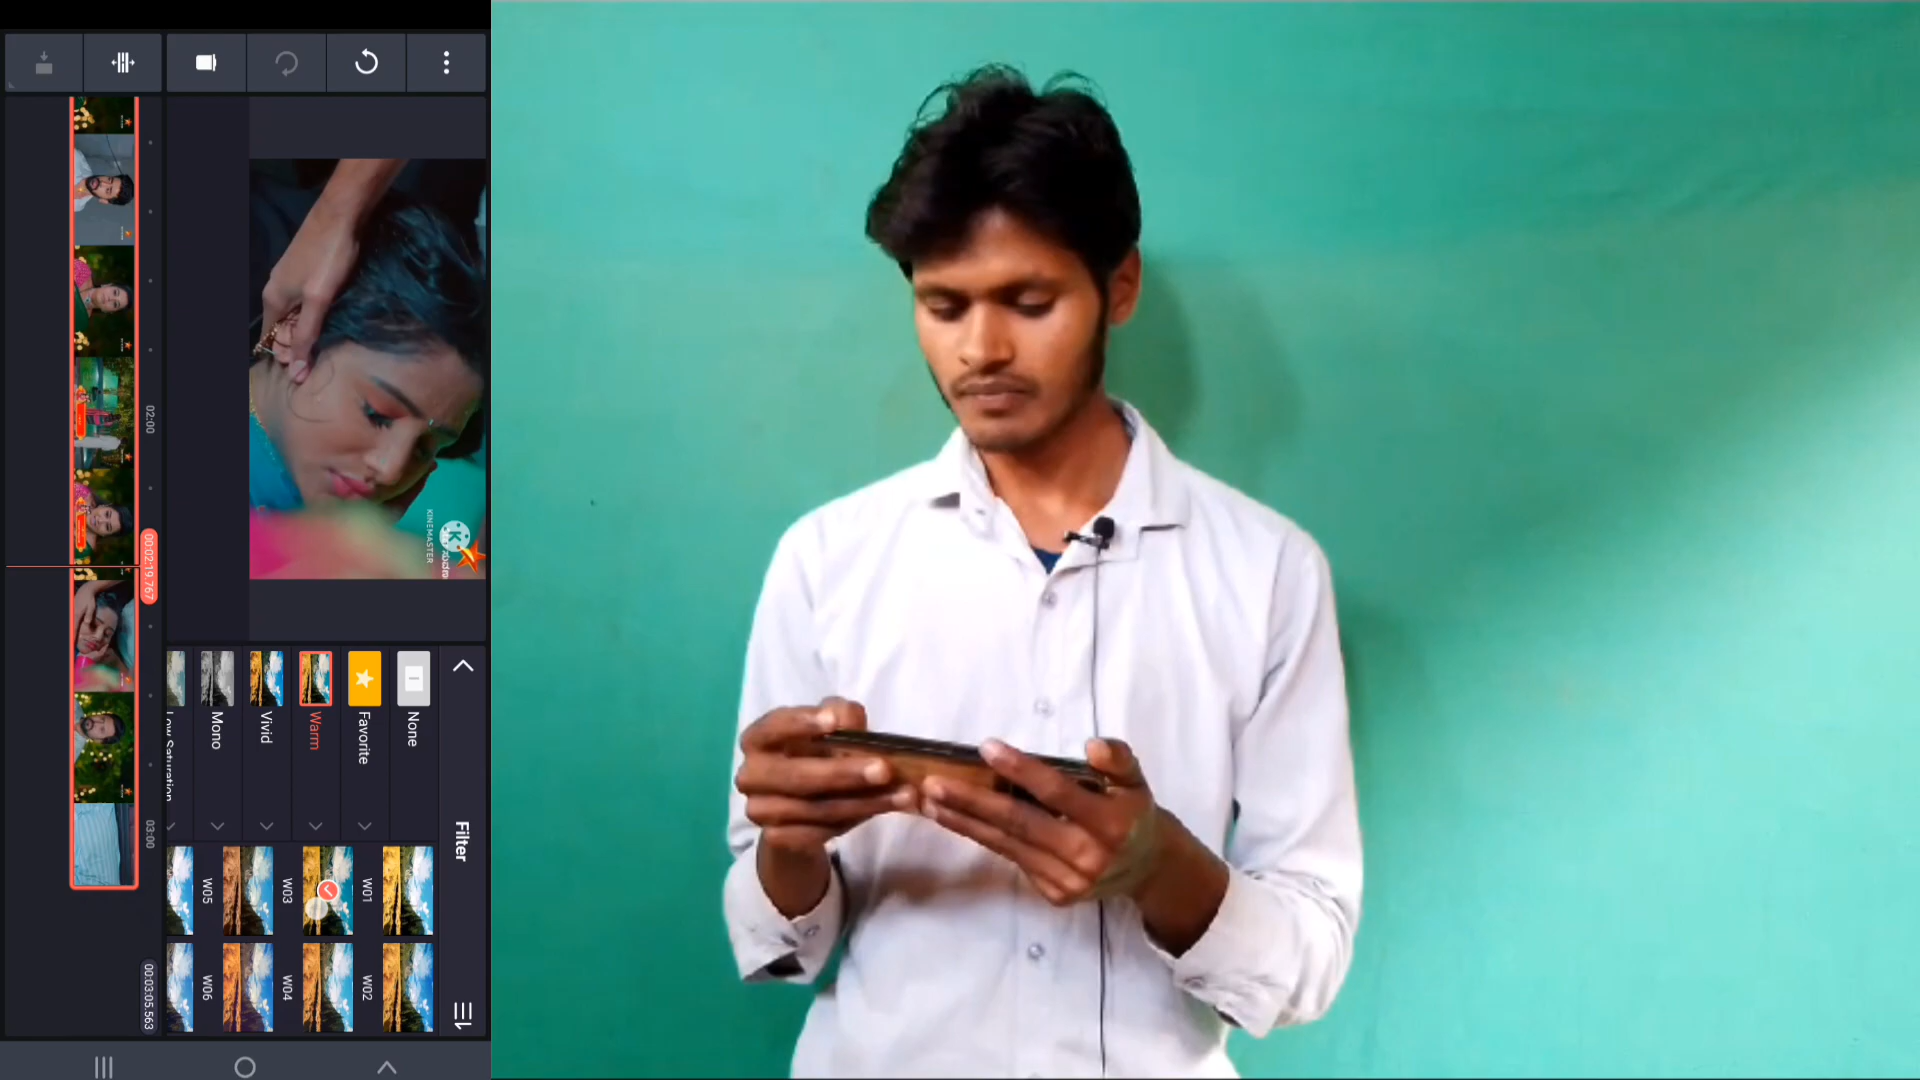 Filter
None
Favorite
Warm
Vivid
Mono
Low Saturation
W01
W02
W03
W04
W05
W06
02:00
00:02:19.767
03:00
00:03:05.563
KINEMASTER